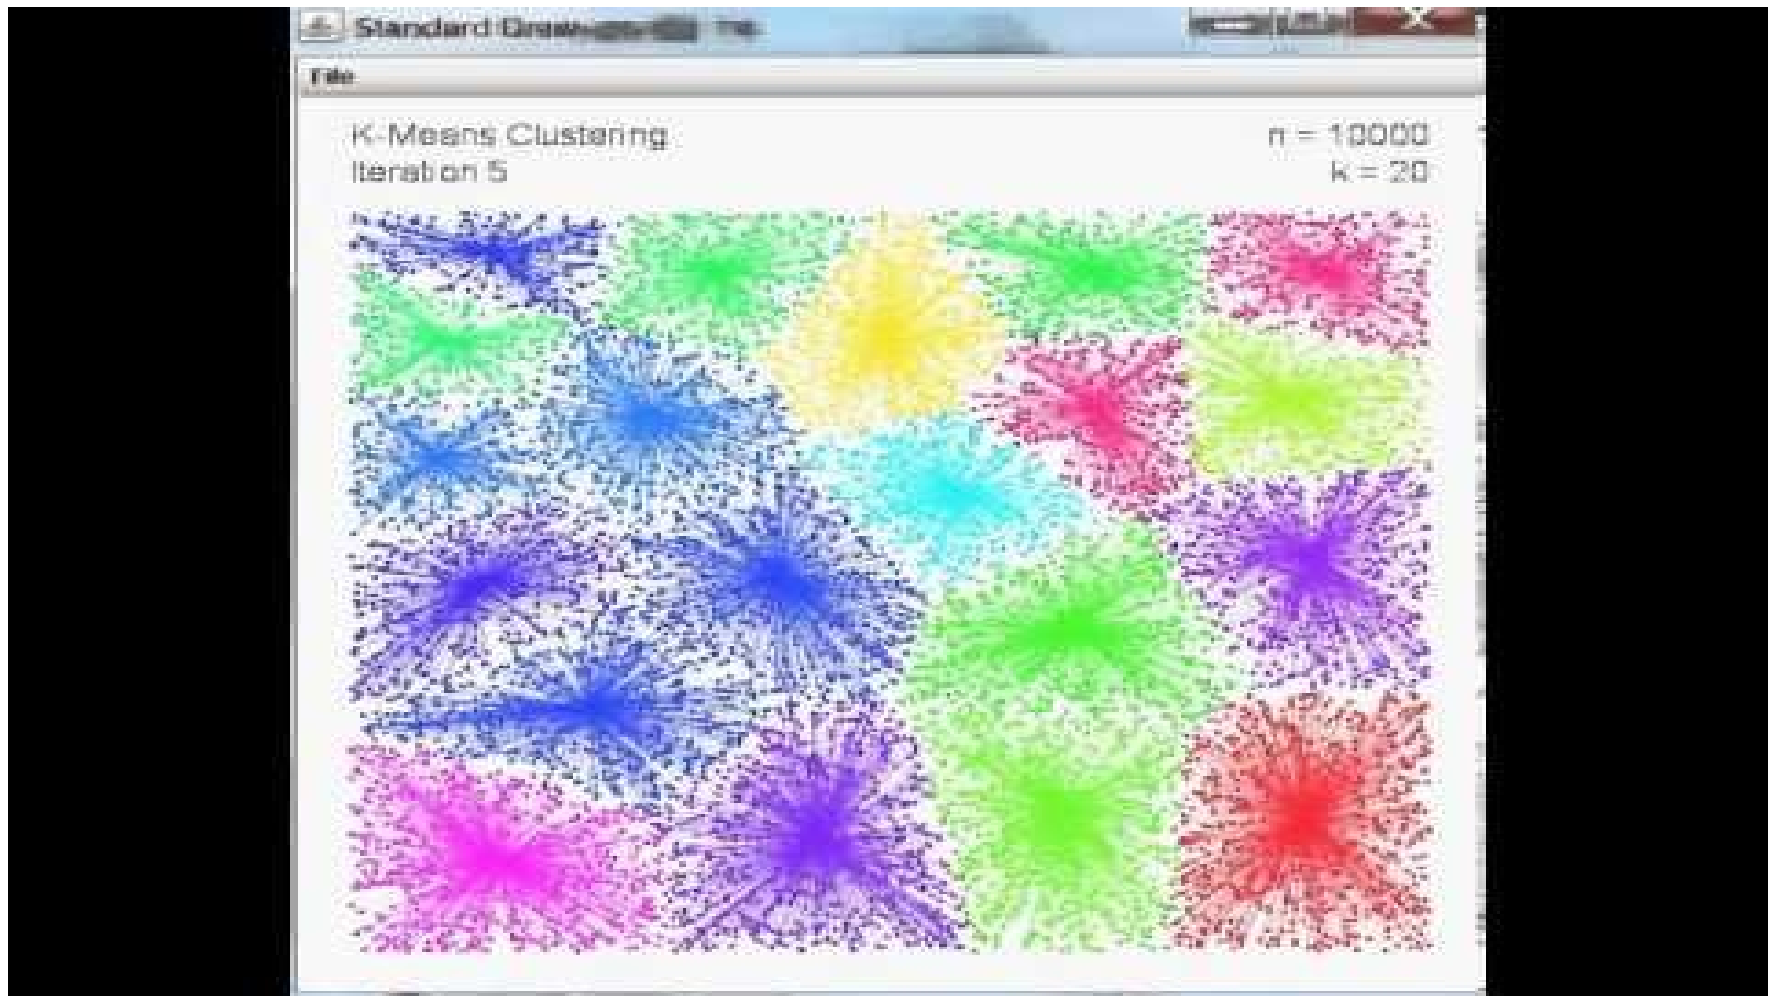 Standard Draw
File
K-Means Clustering
n = 10000
Iteration 5
k = 20